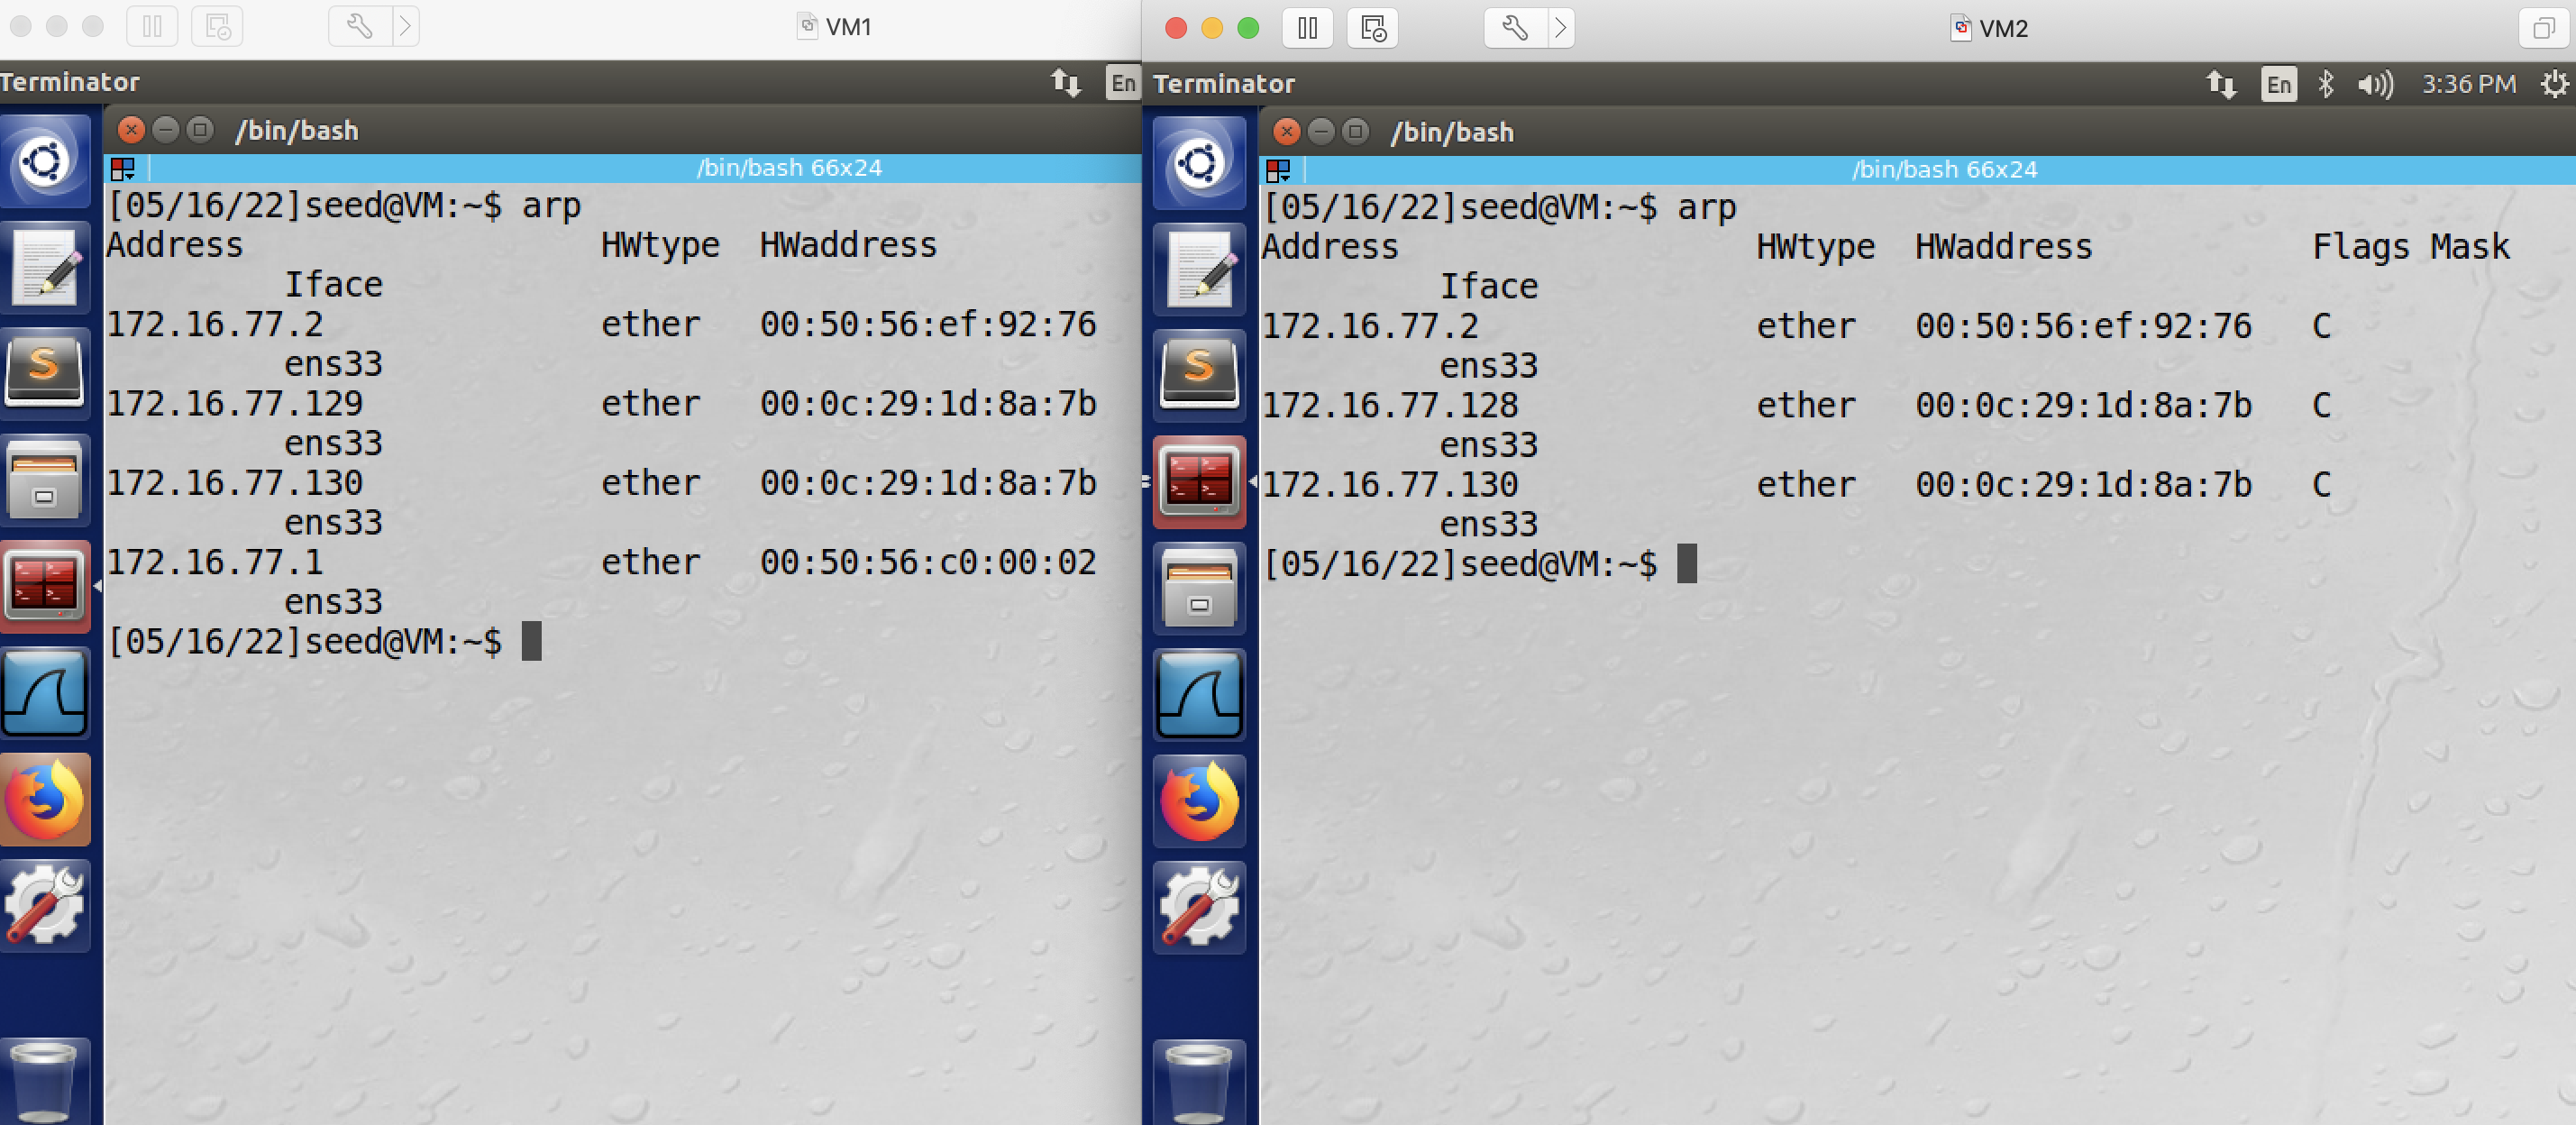 VM1
Terminator
En
/bin/bash
/bin/bash 66x24
[05/16/22]seed@VM:~$ arp
Address                  HWtype  HWaddress
         Iface
172.16.77.2              ether   00:50:56:ef:92:76
         ens33
172.16.77.129            ether   00:0c:29:1d:8a:7b
         ens33
172.16.77.130            ether   00:0c:29:1d:8a:7b
         ens33
172.16.77.1              ether   00:50:56:c0:00:02
         ens33
[05/16/22]seed@VM:~$
VM2
Terminator
En 3:36 PM
/bin/bash
/bin/bash 66x24
[05/16/22]seed@VM:~$ arp
Address                  HWtype  HWaddress           Flags Mask
         Iface
172.16.77.2              ether   00:50:56:ef:92:76   C
         ens33
172.16.77.128            ether   00:0c:29:1d:8a:7b   C
         ens33
172.16.77.130            ether   00:0c:29:1d:8a:7b   C
         ens33
[05/16/22]seed@VM:~$